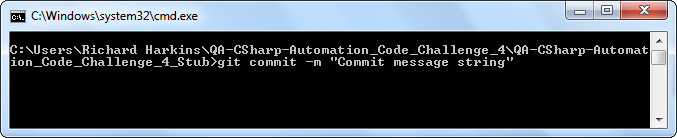 C:\Windows\system32\cmd.exe
C:\Users\Richard Harkins\QA-CSharp-Automation_Code_Challenge_4\QA-CSharp-Automat
ion_Code_Challenge_4_Stub>git commit -m "Commit message string"